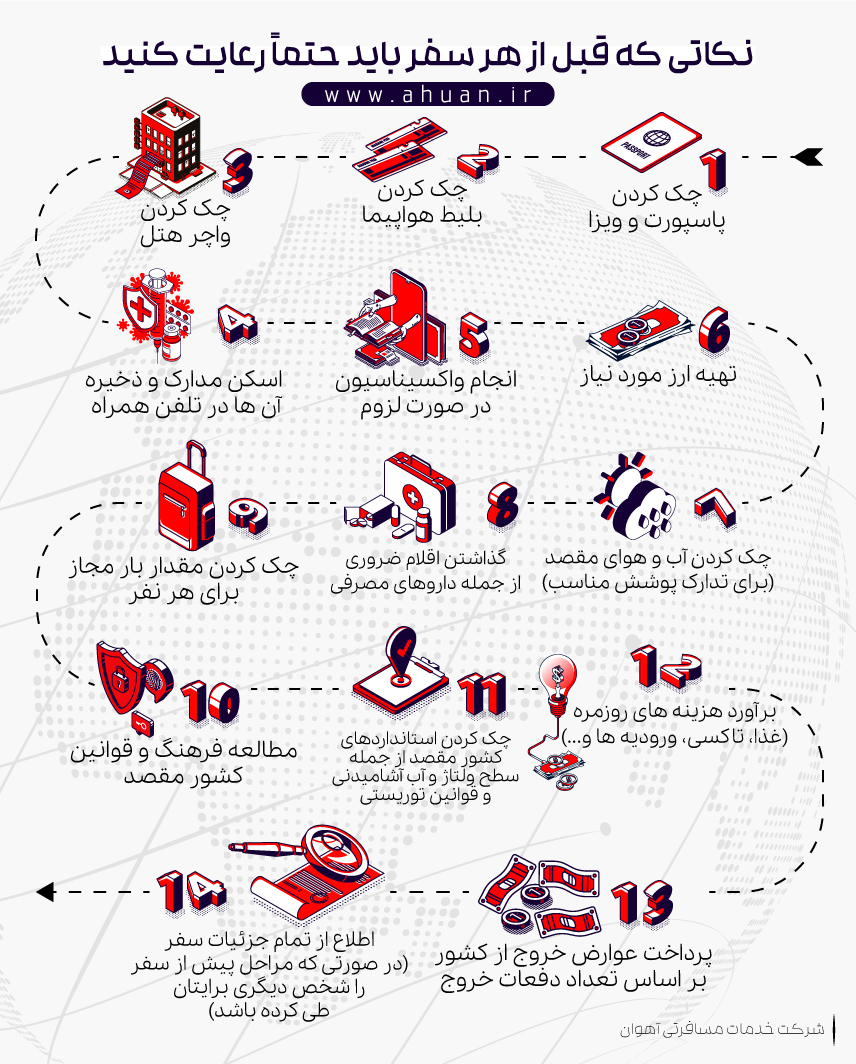 نکاتی که قبل از هر سفر باید حتماً رعایت کنید
www.ahuan.ir
PASSPORT
1
چک کردن
پاسپورت و ویزا
2
چک کردن
بلیط هواپیما
3
چک کردن
واچر هتل
4
اسکن مدارک و ذخیره
آن ها در تلفن همراه
5
انجام واکسیناسیون
در صورت لزوم
6
تهیه ارز مورد نیاز
7
چک کردن آب و هوای مقصد
(برای تدارک پوشش مناسب)
8
گذاشتن اقلام ضروری
از جمله داروهای مصرفی
9
چک کردن مقدار بار مجاز
برای هر نفر
10
مطالعه فرهنگ و قوانین
کشور مقصد
11
چک کردن استانداردهای
کشور مقصد از جمله
سطح ولتاژ و آب آشامیدنی
و قوانین توریستی
12
برآورد هزینه های روزمره
(غذا، تاکسی، ورودیه ها و...)
13
پرداخت عوارض خروج از کشور
بر اساس تعداد دفعات خروج
14
اطلاع از تمام جزئیات سفر
(در صورتی که مراحل پیش از سفر
را شخص دیگری برایتان
طی کرده باشد)
شرکت خدمات مسافرتی آهوان